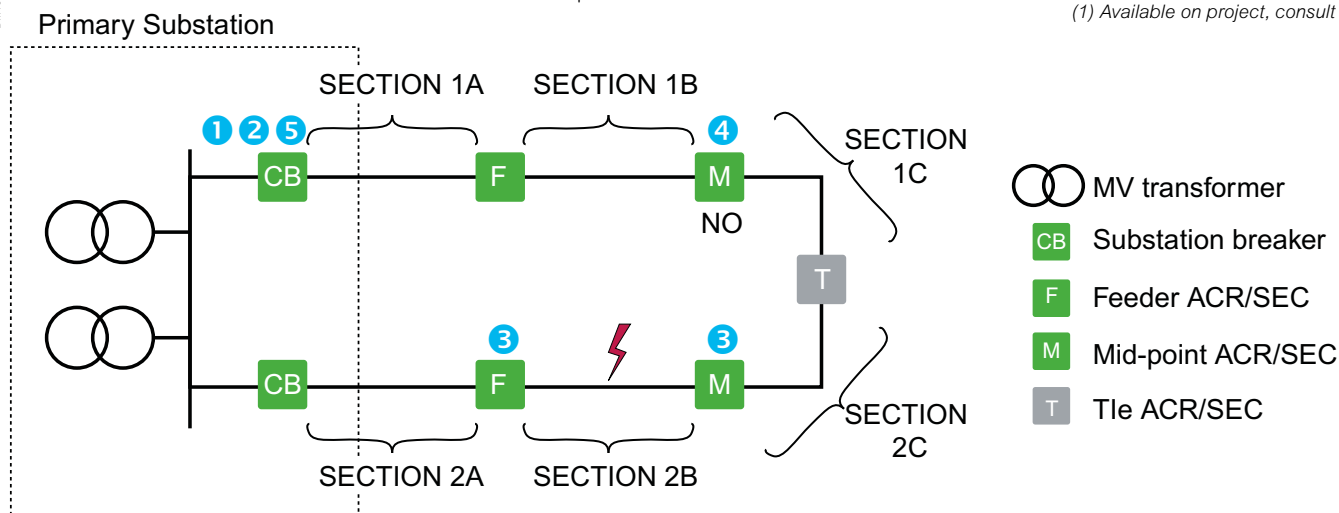 (1) Available on project, consult
Primary Substation
SECTION 1A
SECTION 1B
1 2 5
4
SECTION
1C
CB
F
M
NO
T
3
3
CB
F
M
SECTION
2C
SECTION 2A
SECTION 2B
MV transformer
CB Substation breaker
F Feeder ACR/SEC
M Mid-point ACR/SEC
T TIe ACR/SEC